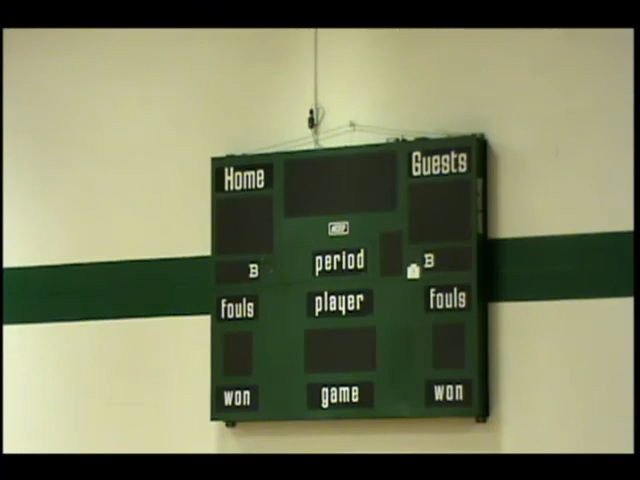 Home Guests
period
B B
fouls player fouls
won game won